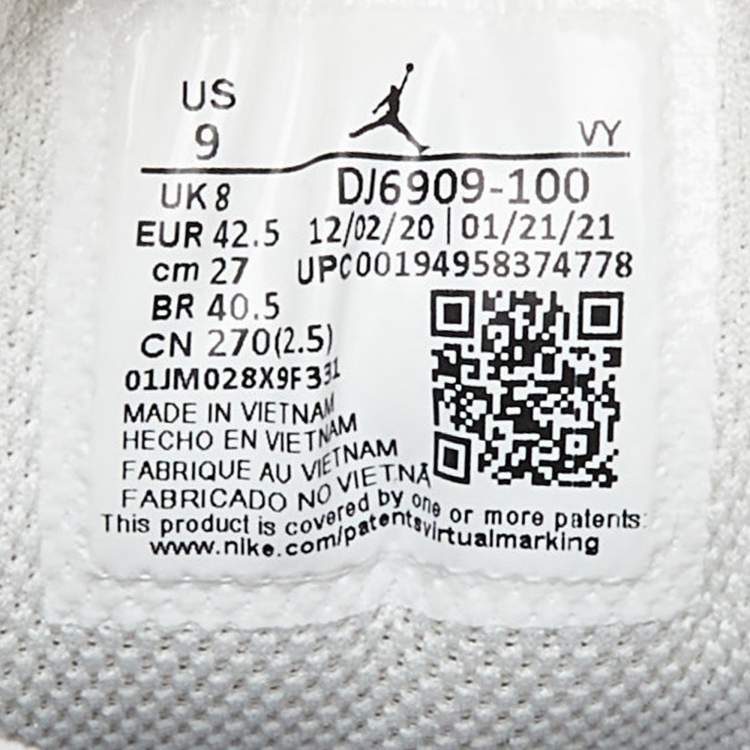 US
9
VY
UK 8
DJ6909-100
EUR 42.5
12/02/20 | 01/21/21
cm 27
UPC00194958374778
BR 40.5
CN 270(2.5)
01JM028X9F331
MADE IN VIETNAM
HECHO EN VIETNAM
FABRIQUE AU VIETNAM
FABRICADO NO VIETNÃ
This product is covered by one or more patents:
www.nike.com/patentsvirtualmarking